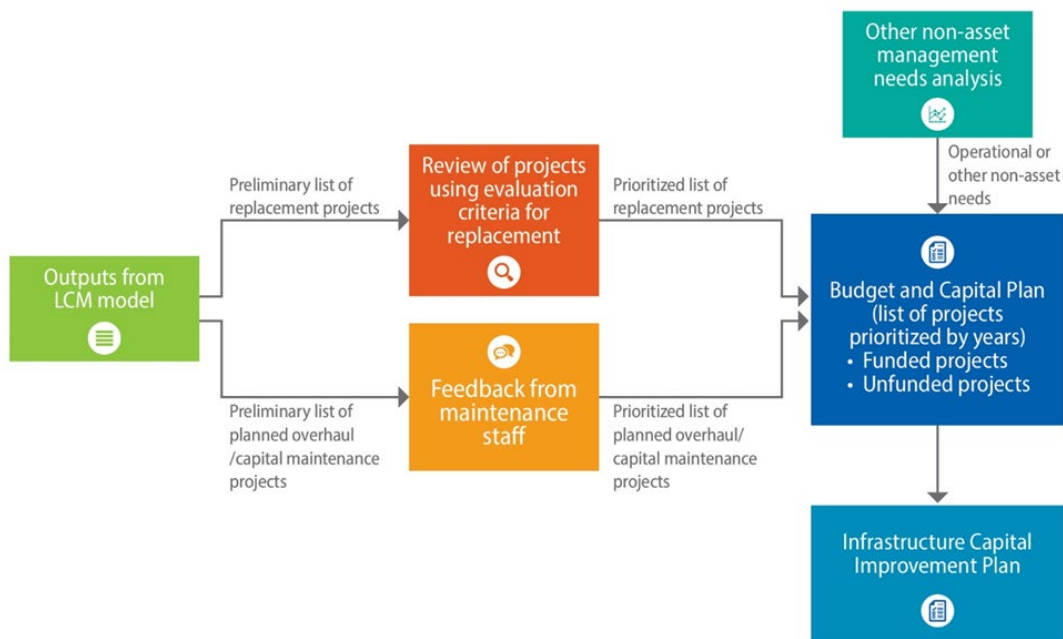 Other non-asset
management
needs analysis
Operational or
other non-asset
needs
Review of projects
using evaluation
criteria for
replacement
Preliminary list of
replacement projects
Prioritized list of
replacement projects
Outputs from
LCM model
Budget and Capital Plan
(list of projects
prioritized by years)
• Funded projects
• Unfunded projects
Feedback from
maintenance
staff
Preliminary list of
planned overhaul
/capital maintenance
projects
Prioritized list of
planned overhaul/
capital maintenance
projects
Infrastructure Capital
Improvement Plan